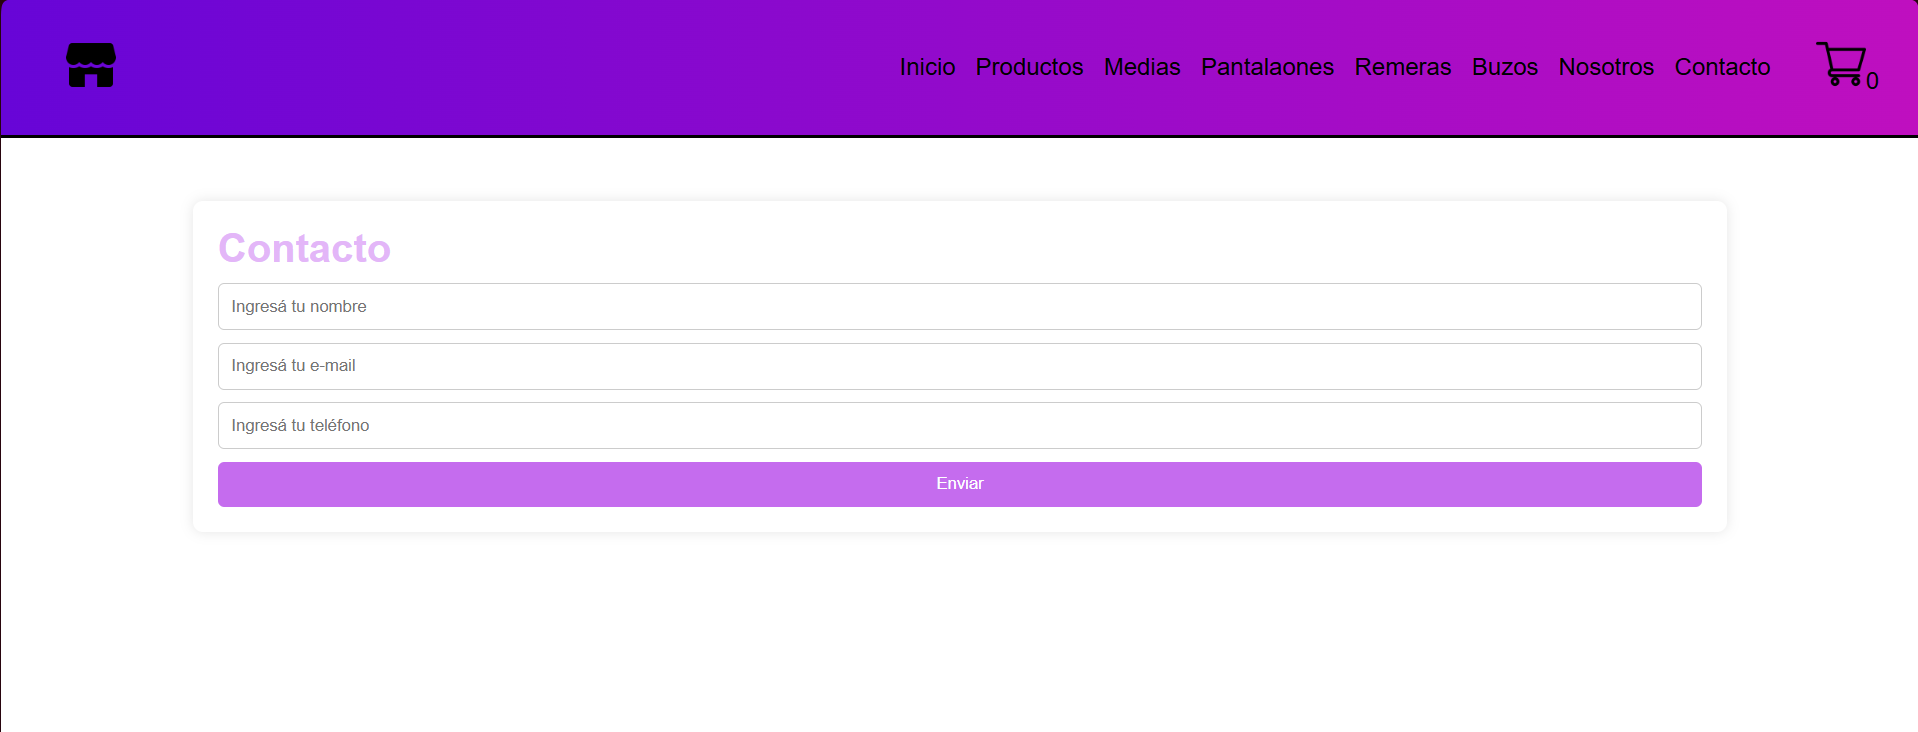 Inicio Productos Medias Pantalaones Remeras Buzos Nosotros Contacto 0
Contacto
Ingresá tu nombre
Ingresá tu e-mail
Ingresá tu teléfono
Enviar